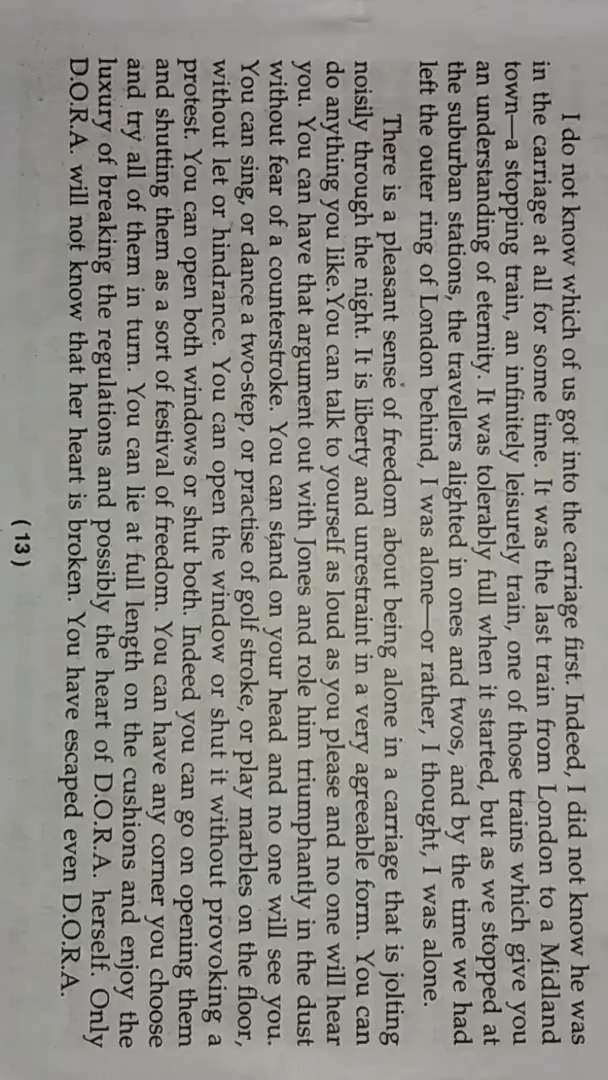 I do not know which of us got into the carriage first. Indeed, I did not know he was
in the carriage at all for some time. It was the last train from London to a Midland
town—a stopping train, an infinitely leisurely train, one of those trains which give you
an understanding of eternity. It was tolerably full when it started, but as we stopped at
the suburban stations, the travellers alighted in ones and twos, and by the time we had
left the outer ring of London behind, I was alone—or rather, I thought, I was alone.
There is a pleasant sense of freedom about being alone in a carriage that is jolting
noisily through the night. It is liberty and unrestraint in a very agreeable form. You can
do anything you like. You can talk to yourself as loud as you please and no one will hear
you. You can have that argument out with Jones and role him triumphantly in the dust
without fear of a counterstroke. You can stand on your head and no one will see you.
You can sing, or dance a two-step, or practise of golf stroke, or play marbles on the floor,
without let or hindrance. You can open the window or shut it without provoking a
protest. You can open both windows or shut both. Indeed you can go on opening them
and shutting them as a sort of festival of freedom. You can have any corner you choose
and try all of them in turn. You can lie at full length on the cushions and enjoy the
luxury of breaking the regulations and possibly the heart of D.O.R.A. herself. Only
D.O.R.A. will not know that her heart is broken. You have escaped even D.O.R.A.
(13)